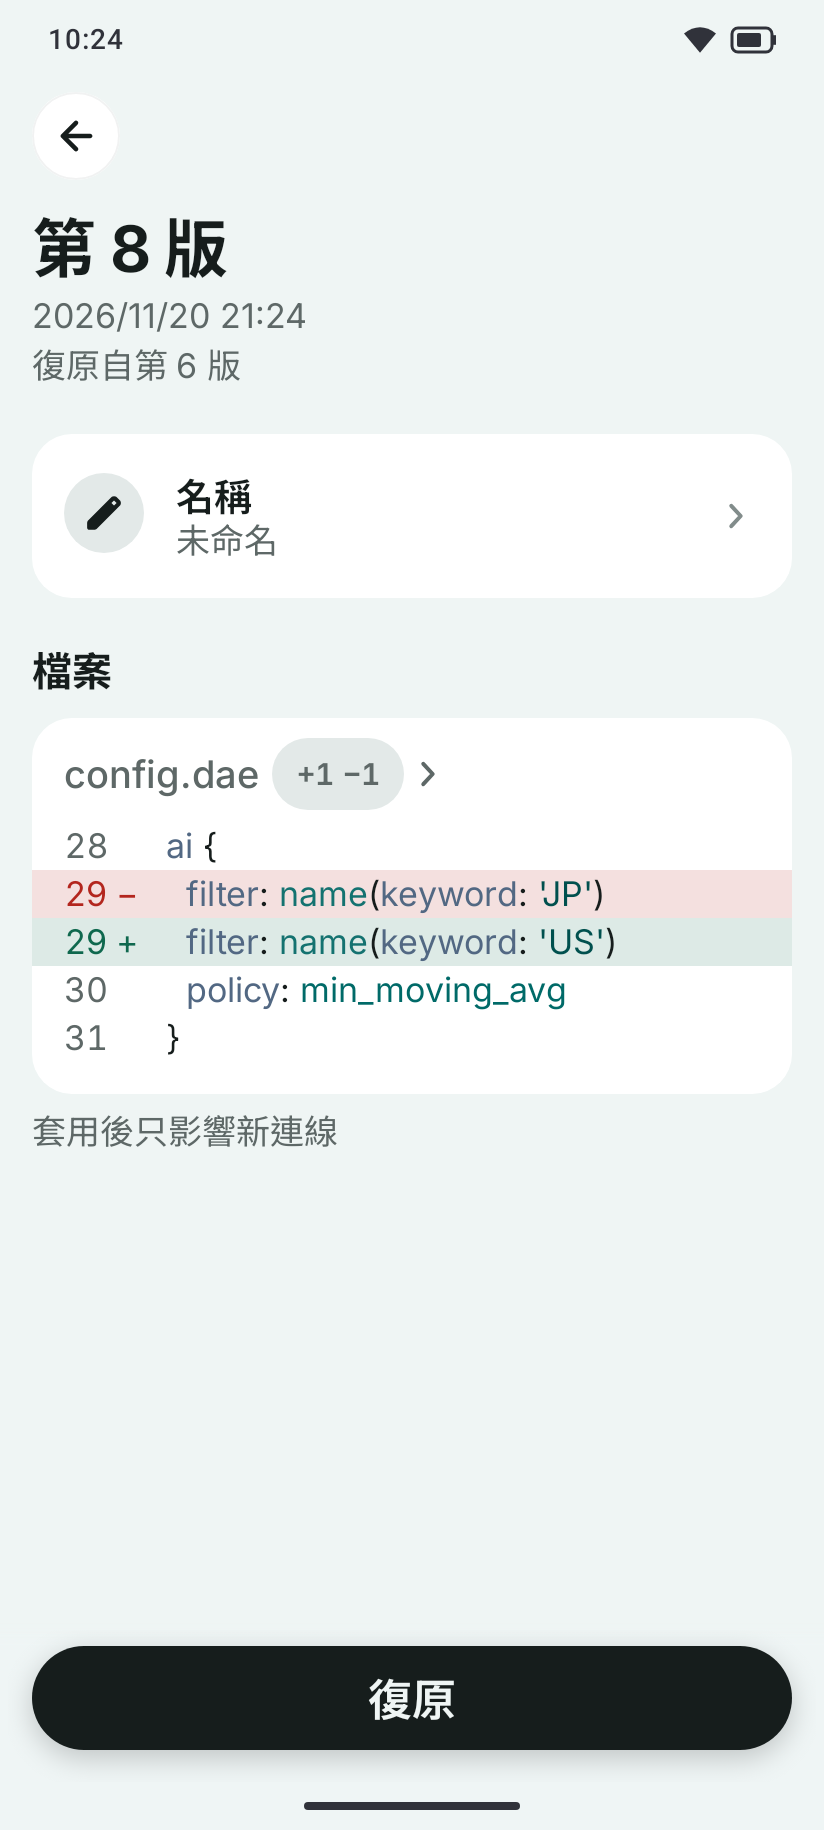 10:24
第 8 版
2026/11/20 21:24
復原自第 6 版
名稱
未命名
檔案
config.dae +1 −1
28 ai {
29 − filter: name(keyword: 'JP')
29 + filter: name(keyword: 'US')
30 policy: min_moving_avg
31 }
套用後只影響新連線
復原